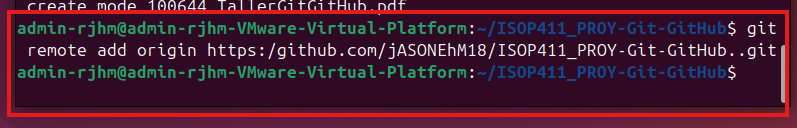 create mode 100644 TallerGitGitHub.pdf
admin-rjhm@admin-rjhm-VMware-Virtual-Platform:~/ISOP411_PROY-Git-GitHub$ git
remote add origin https:/github.com/jASONEhM18/ISOP411_PROY-Git-GitHub..git
admin-rjhm@admin-rjhm-VMware-Virtual-Platform:~/ISOP411_PROY-Git-GitHub$